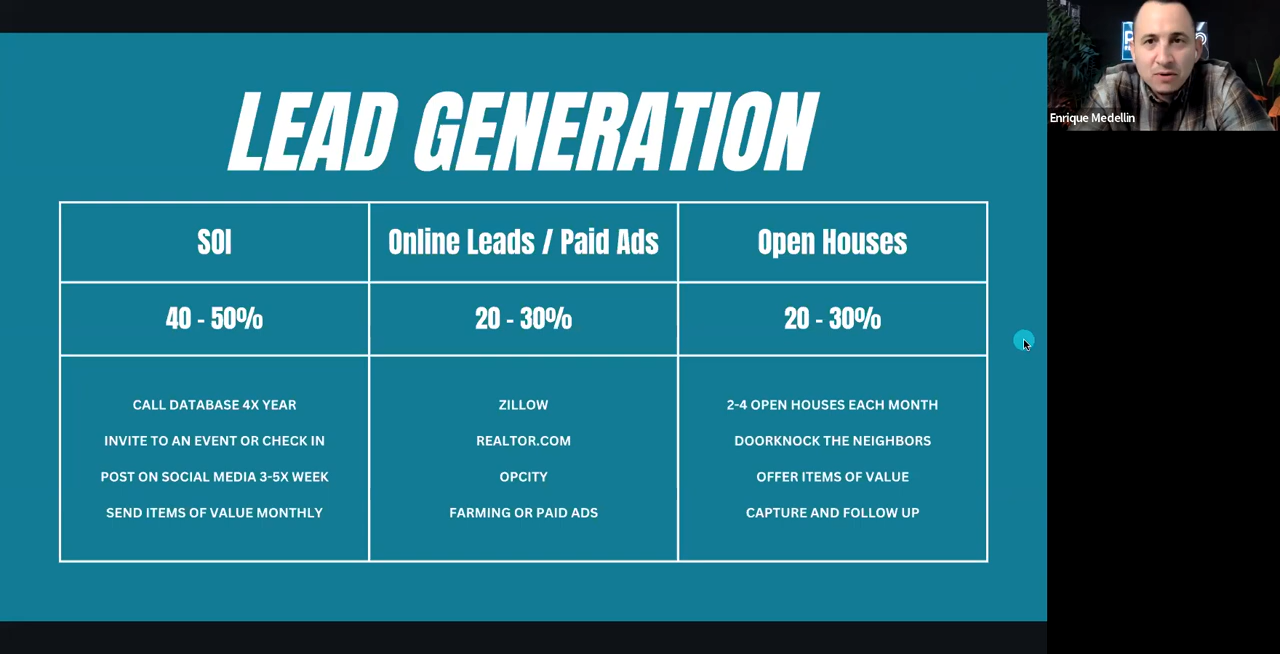 LEAD GENERATION
SOI
Online Leads / Paid Ads
Open Houses
40 - 50%
20 - 30%
20 - 30%
CALL DATABASE 4X YEAR
INVITE TO AN EVENT OR CHECK IN
POST ON SOCIAL MEDIA 3-5X WEEK
SEND ITEMS OF VALUE MONTHLY
ZILLOW
REALTOR.COM
OPCITY
FARMING OR PAID ADS
2-4 OPEN HOUSES EACH MONTH
DOORKNOCK THE NEIGHBORS
OFFER ITEMS OF VALUE
CAPTURE AND FOLLOW UP
Enrique Medellin